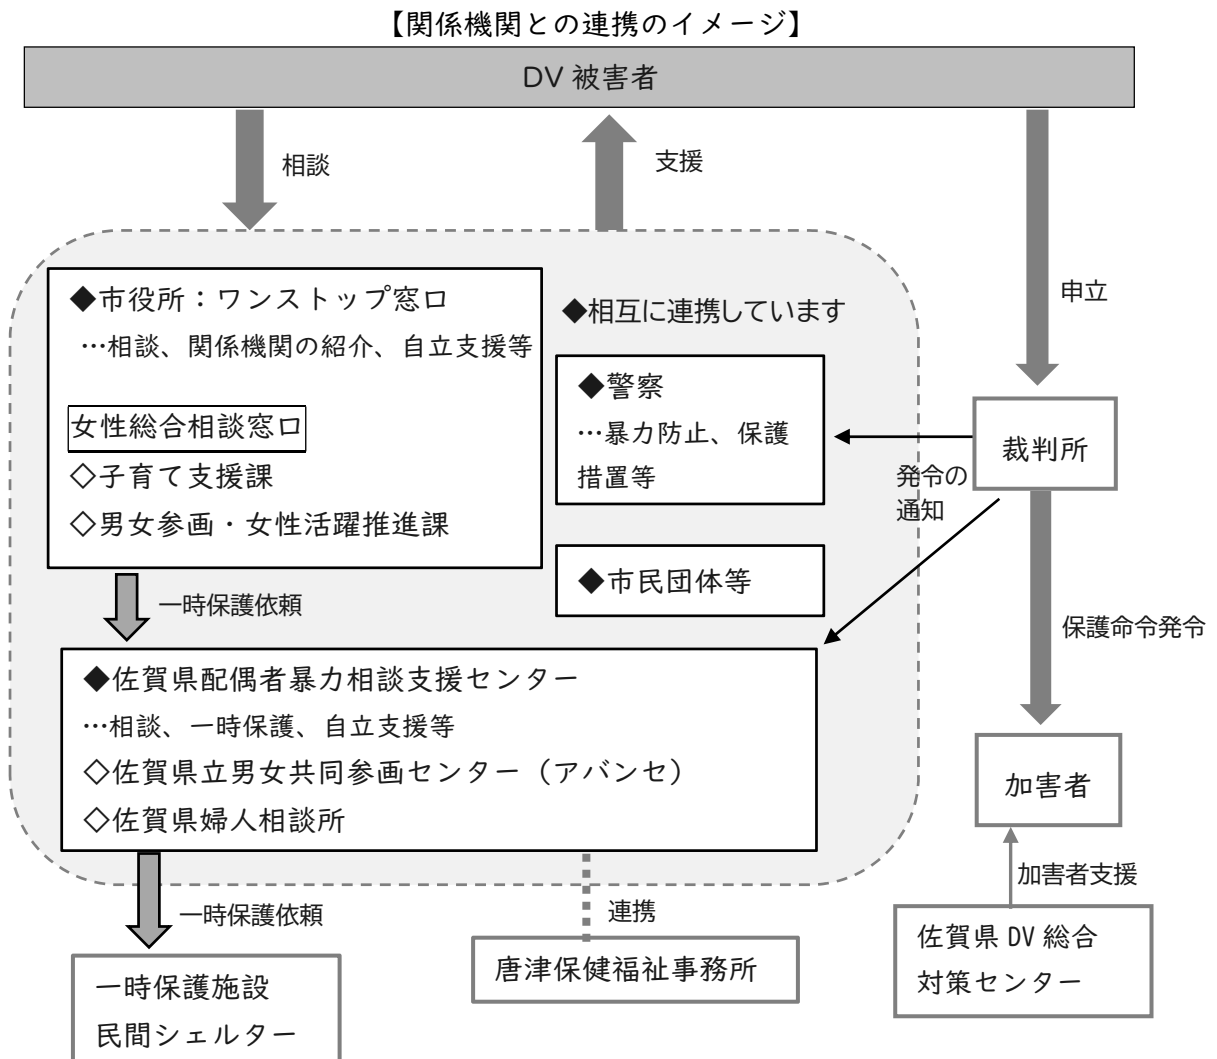 【関係機関との連携のイメージ】
DV 被害者
相談
支援
申立
◆市役所：ワンストップ窓口
…相談、関係機関の紹介、自立支援等
女性総合相談窓口
◇子育て支援課
◇男女参画・女性活躍推進課
◆相互に連携しています
◆警察
…暴力防止、保護
措置等
◆市民団体等
裁判所
発令の
通知
一時保護依頼
保護命令発令
◆佐賀県配偶者暴力相談支援センター
…相談、一時保護、自立支援等
◇佐賀県立男女共同参画センター（アバンセ）
◇佐賀県婦人相談所
加害者
加害者支援
一時保護依頼
連携
佐賀県 DV 総合
対策センター
唐津保健福祉事務所
一時保護施設
民間シェルター